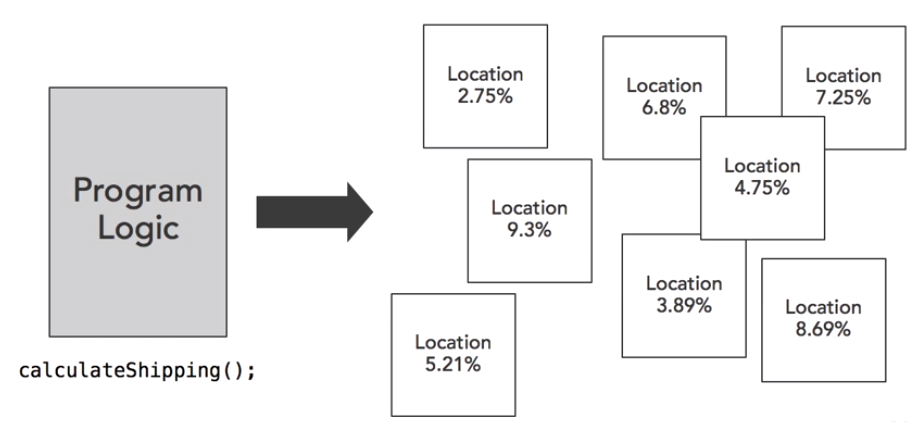 Program
Logic
calculateShipping();
Location
2.75%
Location
6.8%
Location
7.25%
Location
9.3%
Location
4.75%
Location
5.21%
Location
3.89%
Location
8.69%